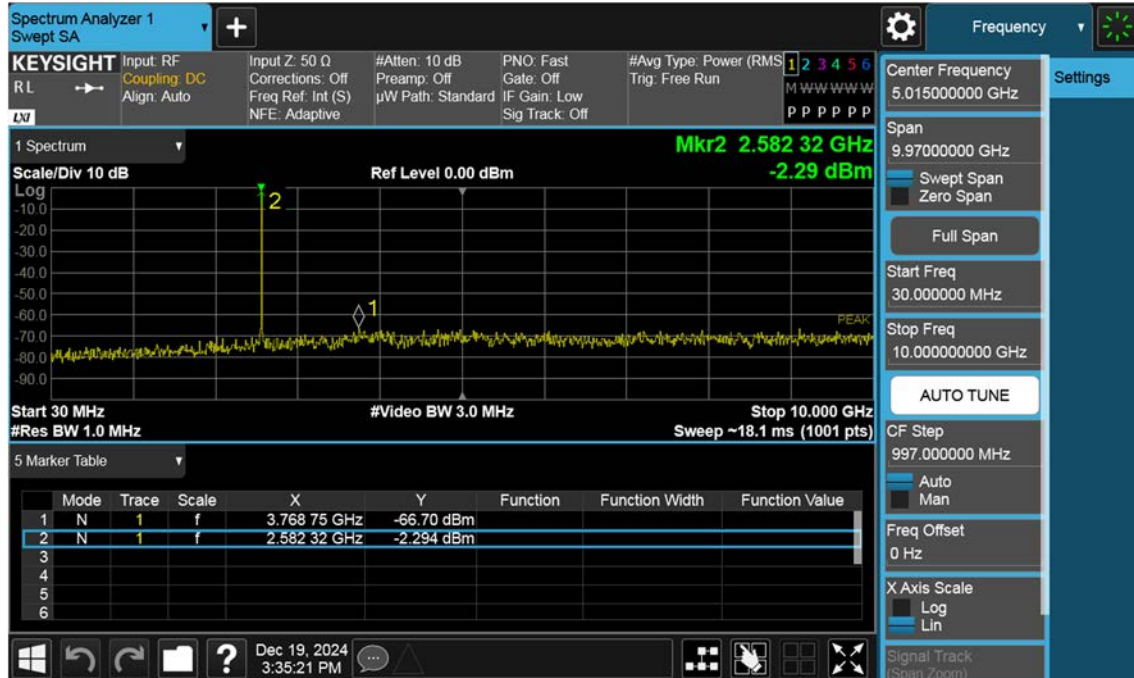 Spectrum Analyzer 1
Swept SA
+
Frequency
KEYSIGHT
R L
LXI
Input: RF
Coupling: DC
Align: Auto
Input Z: 50 Ω
Corrections: Off
Freq Ref: Int (S)
NFE: Adaptive
#Atten: 10 dB
Preamp: Off
µW Path: Standard
PNO: Fast
Gate: Off
IF Gain: Low
Sig Track: Off
#Avg Type: Power (RMS
Trig: Free Run
1 2 3 4 5 6
M W W W W W
P P P P P P
Center Frequency
5.015000000 GHz
Settings
Span
9.97000000 GHz
Swept Span
Zero Span
Full Span
Start Freq
30.000000 MHz
Stop Freq
10.000000000 GHz
AUTO TUNE
CF Step
997.000000 MHz
Auto
Man
Freq Offset
0 Hz
X Axis Scale
Log
Lin
Signal Track
(Span Zoom)
1 Spectrum
Mkr2 2.582 32 GHz
-2.29 dBm
Scale/Div 10 dB
Ref Level 0.00 dBm
Log
-10.0
-20.0
-30.0
-40.0
-50.0
-60.0
-70.0
-80.0
-90.0
2
1
PEAK
Start 30 MHz
#Video BW 3.0 MHz
Stop 10.000 GHz
#Res BW 1.0 MHz
Sweep ~18.1 ms (1001 pts)
5 Marker Table
Mode Trace Scale X Y Function Function Width Function Value
1 N 1 f 3.768 75 GHz -66.70 dBm
2 N 1 f 2.582 32 GHz -2.294 dBm
3
4
5
6
?
Dec 19, 2024
3:35:21 PM